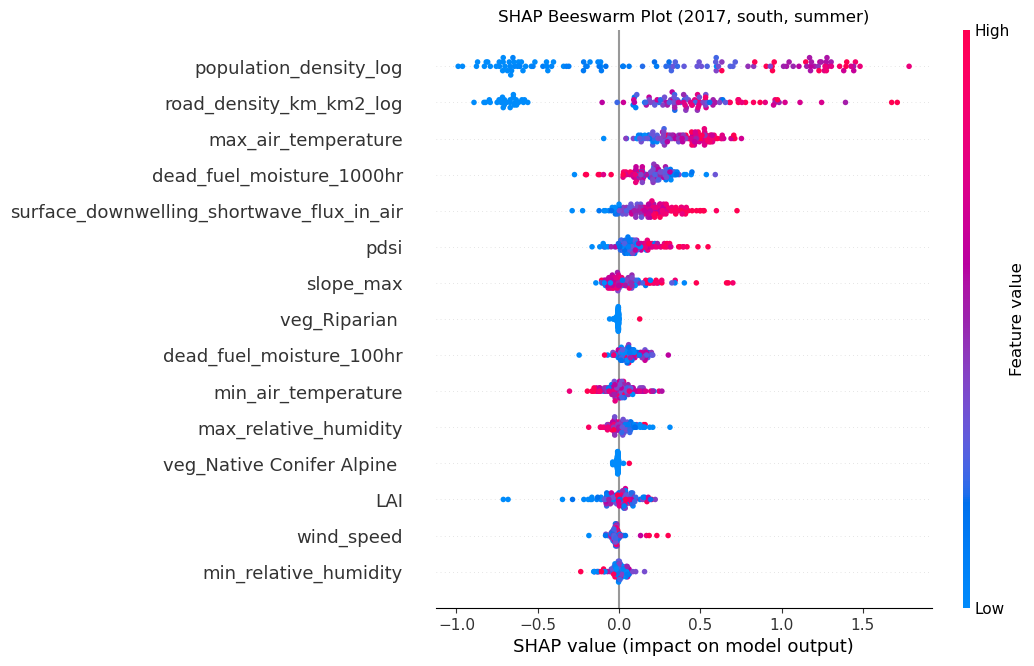 SHAP Beeswarm Plot (2017, south, summer)
High
population_density_log
road_density_km_km2_log
max_air_temperature
dead_fuel_moisture_1000hr
surface_downwelling_shortwave_flux_in_air
pdsi
slope_max
veg_Riparian
dead_fuel_moisture_100hr
min_air_temperature
max_relative_humidity
veg_Native Conifer Alpine
LAI
wind_speed
min_relative_humidity
Feature value
Low
−1.0 −0.5 0.0 0.5 1.0 1.5
SHAP value (impact on model output)